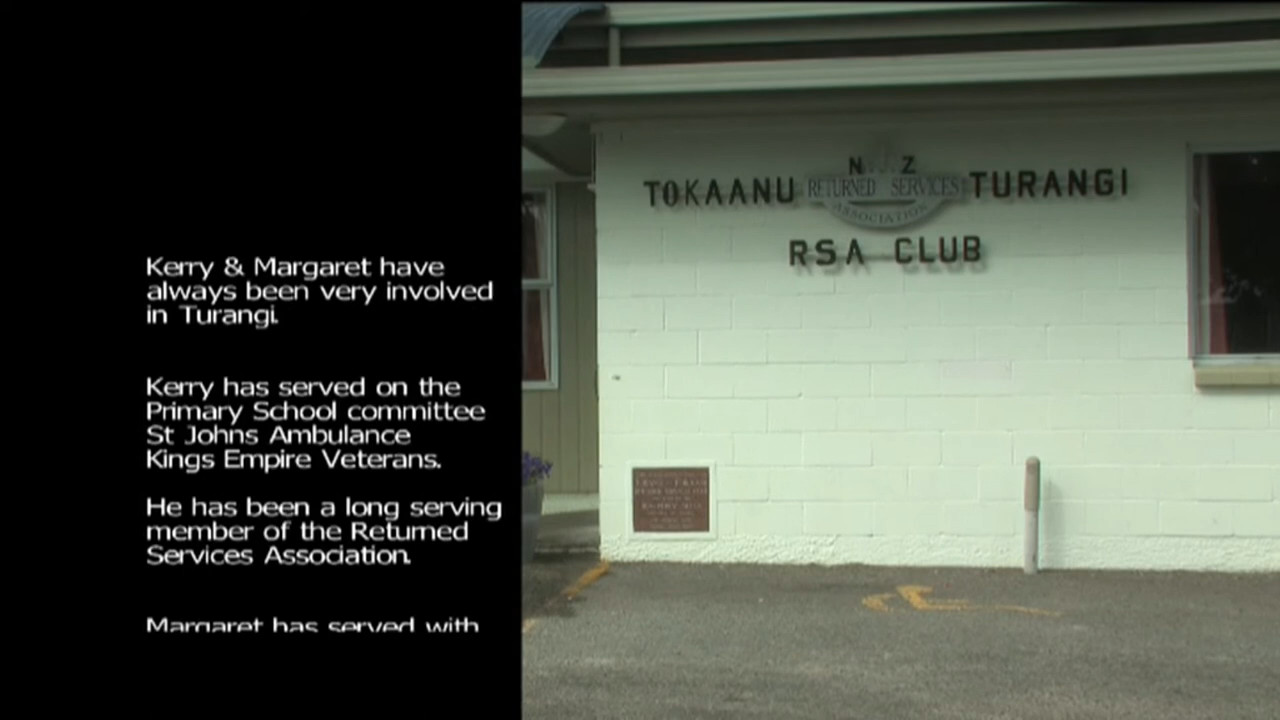 Kerry & Margaret have
always been very involved
in Turangi.
Kerry has served on the
Primary School committee
St Johns Ambulance
Kings Empire Veterans.
He has been a long serving
member of the Returned
Services Association.
Margaret has served with
N Z
TOKAANU RETURNED SERVICES TURANGI
ASSOCIATION
RSA CLUB